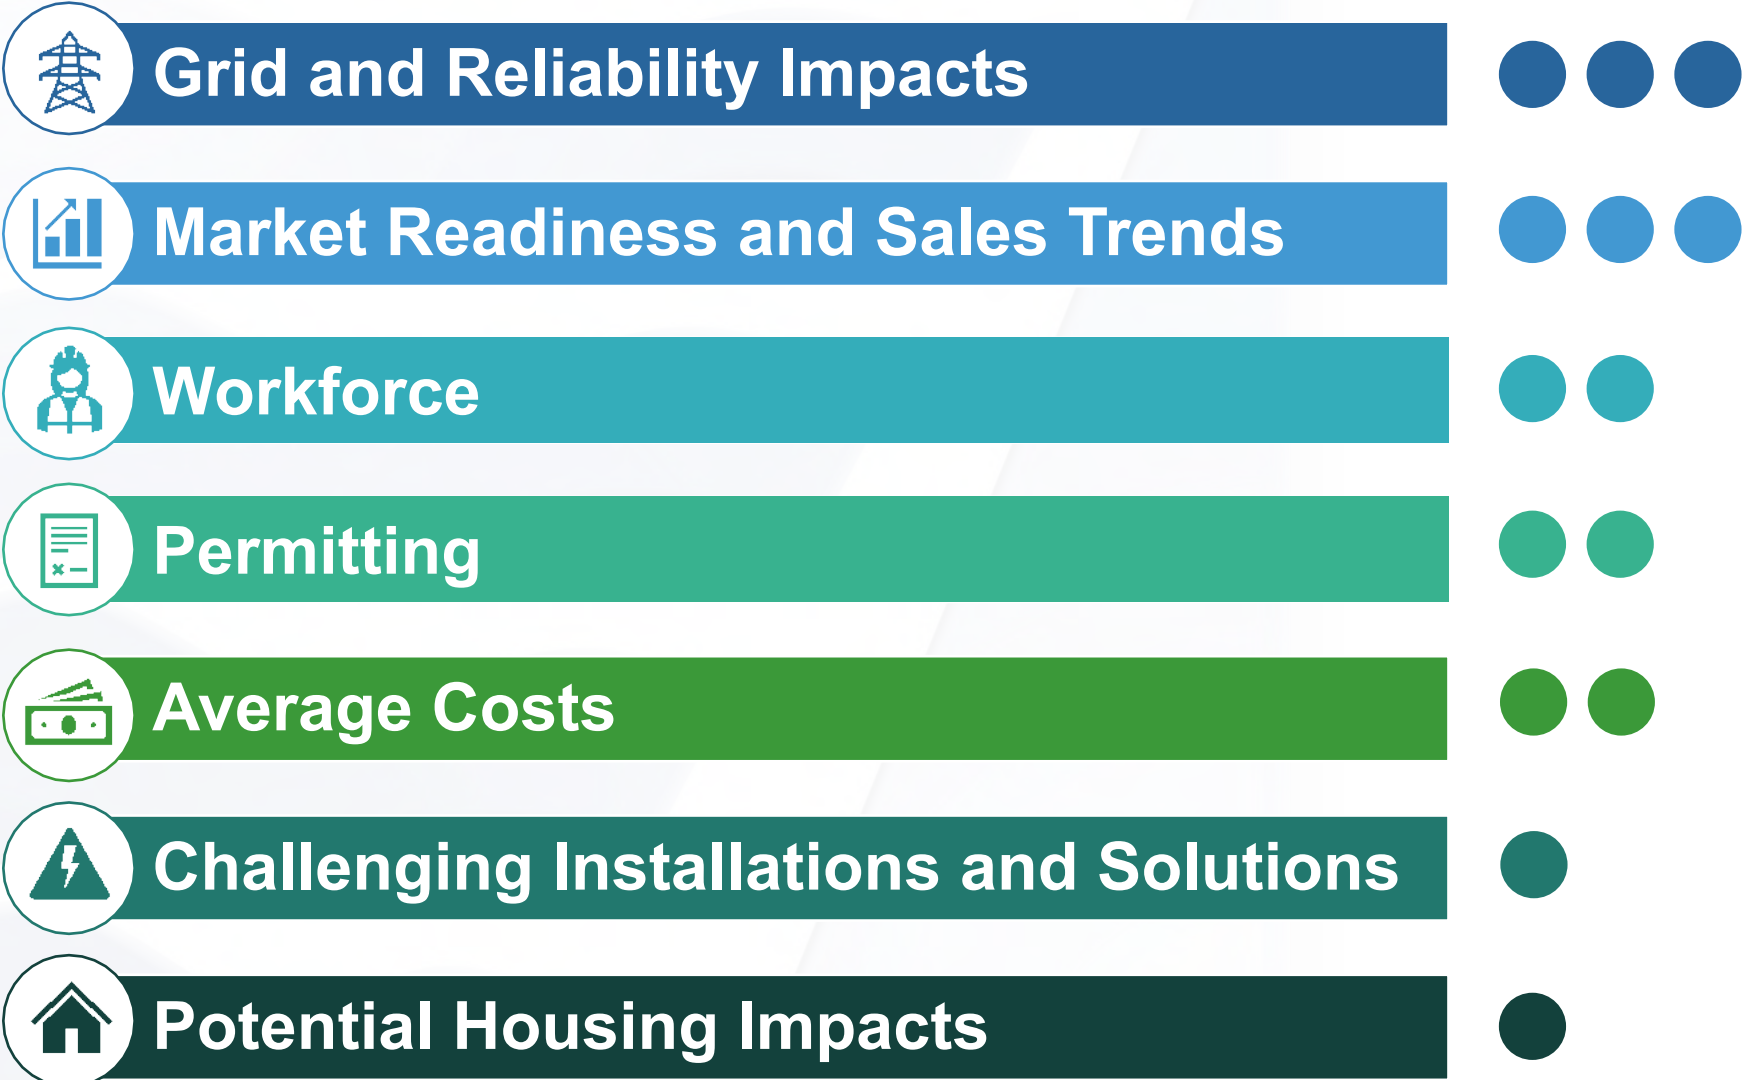 Grid and Reliability Impacts
Market Readiness and Sales Trends
Workforce
Permitting
Average Costs
Challenging Installations and Solutions
Potential Housing Impacts